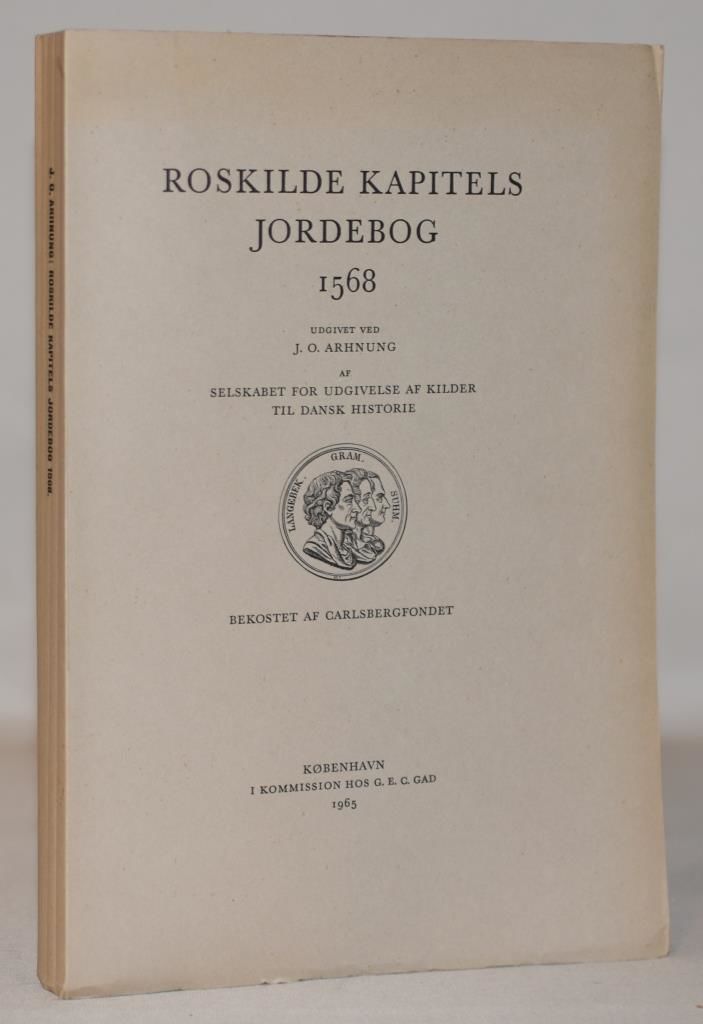 J. O. ARHNUNG: ROSKILDE KAPITELS JORDEBOG 1568.
ROSKILDE KAPITELS
JORDEBOG
1568
UDGIVET VED
J. O. ARHNUNG
AF
SELSKABET FOR UDGIVELSE AF KILDER
TIL DANSK HISTORIE
LANGEBEK. GRAM. SUHM.
BEKOSTET AF CARLSBERGFONDET
KØBENHAVN
I KOMMISSION HOS G. E. C. GAD
1965